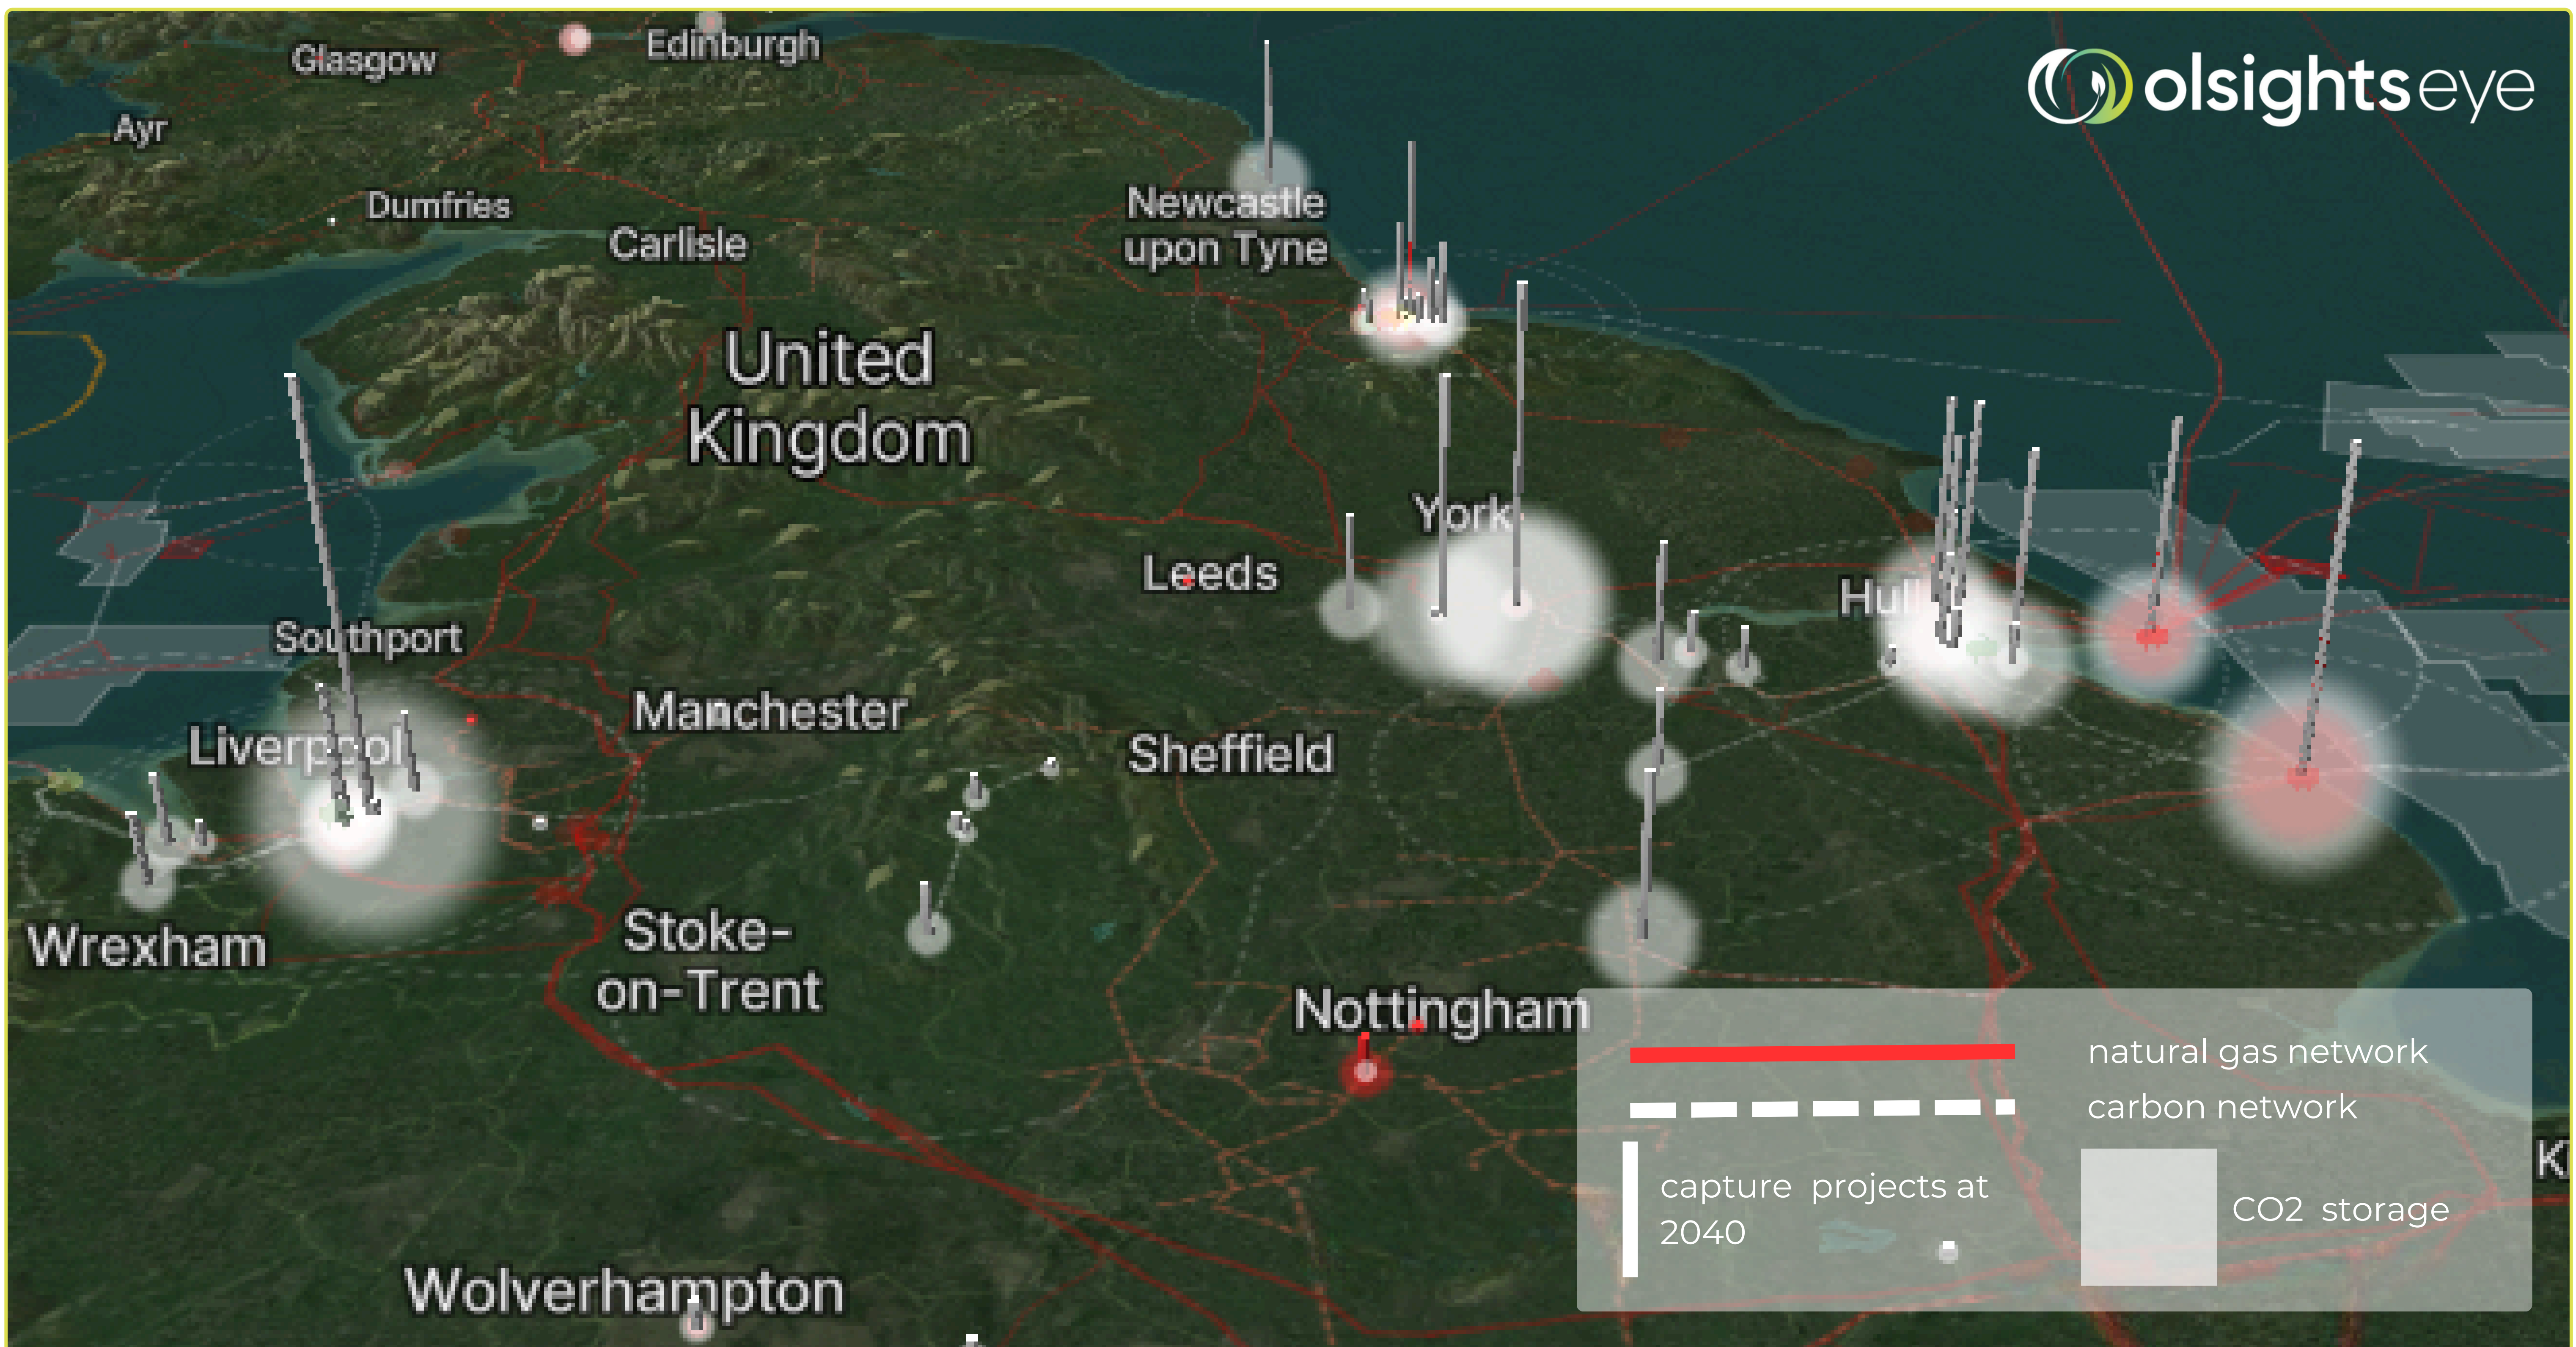 Glasgow
Edinburgh
olsightseye
Ayr
Dumfries
Carlisle
Newcastle
upon Tyne
United
Kingdom
York
Leeds
Hull
Southport
Liverpool
Manchester
Sheffield
Wrexham
Stoke-
on-Trent
Nottingham
natural gas network
carbon network
capture projects at
2040
CO2 storage
K
Wolverhampton